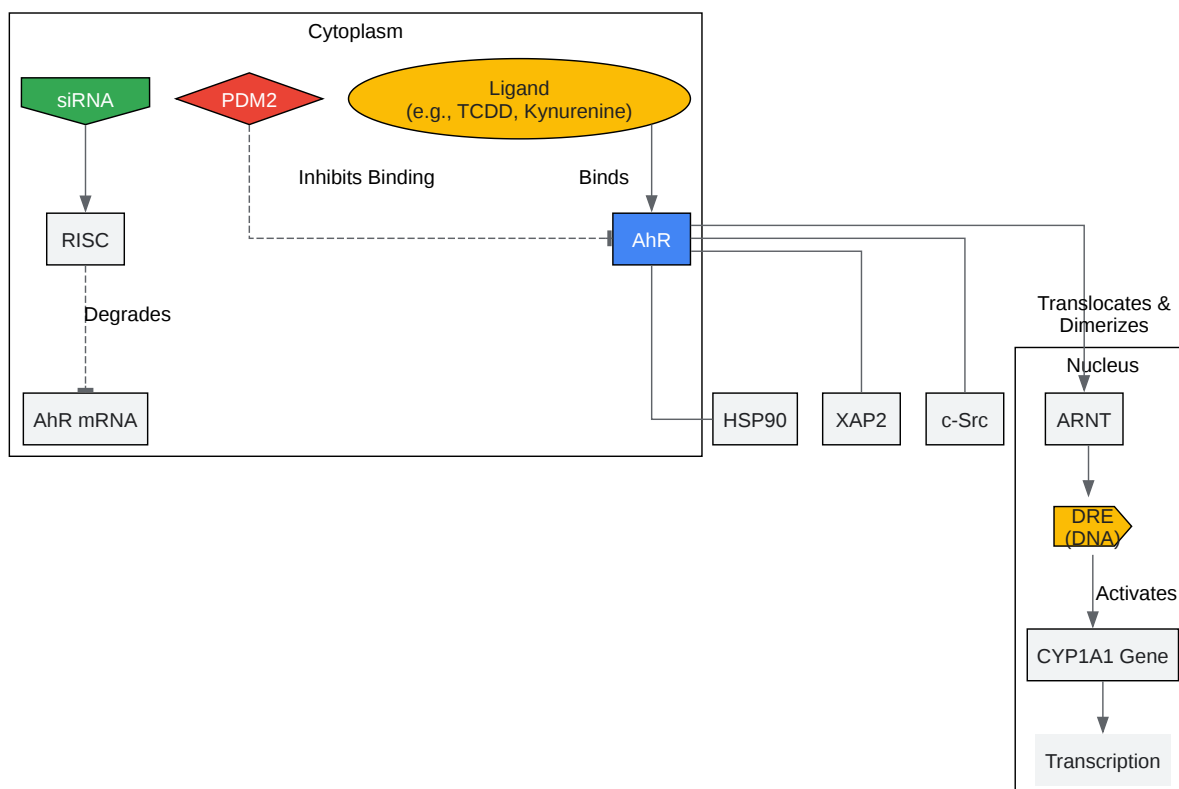 Cytoplasm
siRNA
PDM2
Ligand
(e.g., TCDD, Kynurenine)
Inhibits Binding
Binds
RISC
AhR
Degrades
Translocates &
Dimerizes
Nucleus
AhR mRNA
HSP90
XAP2
c-Src
ARNT
DRE
(DNA)
Activates
CYP1A1 Gene
Transcription